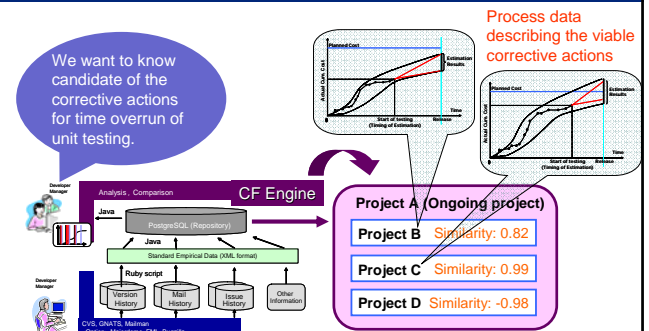 Process data
describing the viable
corrective actions
We want to know
candidate of the
corrective actions
for time overrun of
unit testing.
Planned Cost
Estimation
Results
Actual Cum. Cost
0
Time
Start of testing
(Timing of Estimation)
Release
Planned Cost
Estimation
Results
Actual Cum. Cost
0
Time
Start of testing
(Timing of Estimation)
Release
Developer
Manager
Analysis, Comparison
CF Engine
Java
PostgreSQL (Repository)
Java
Standard Empirical Data (XML format)
Ruby script
Version
History
Mail
History
Issue
History
Other
Information
Developer
Manager
CVS, GNATS, Mailman
Project A (Ongoing project)
Project B Similarity: 0.82
Project C Similarity: 0.99
Project D Similarity: -0.98